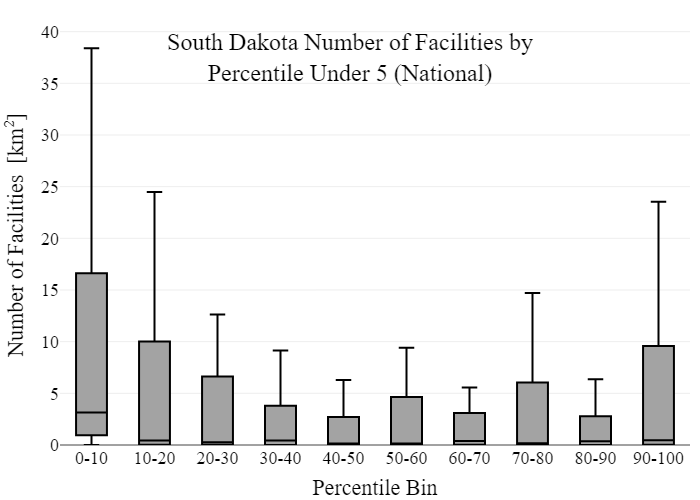 South Dakota Number of Facilities by
Percentile Under 5 (National)
Number of Facilities [km²]
40
35
30
25
20
15
10
5
0
0-10 10-20 20-30 30-40 40-50 50-60 60-70 70-80 80-90 90-100
Percentile Bin